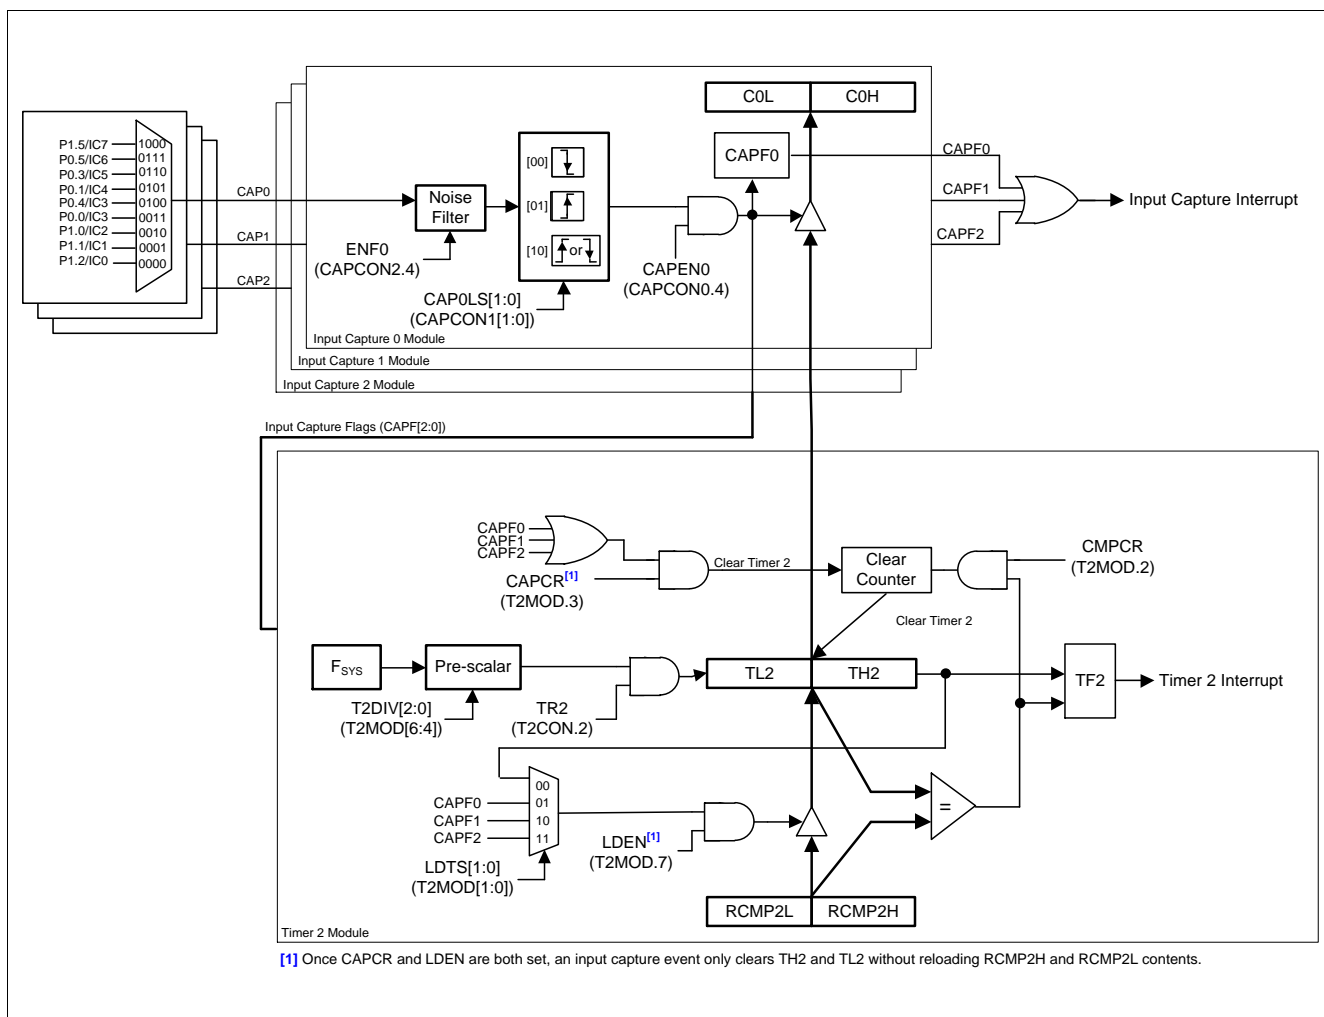 C0L C0H
P1.5/IC7 1000
P0.5/IC6 0111
P0.3/IC5 0110
P0.1/IC4 0101
P0.4/IC3 0100
P0.0/IC3 0011
P1.0/IC2 0010
P1.1/IC1 0001
P1.2/IC0 0000
CAP0
CAP1
CAP2
Noise
Filter
ENF0
(CAPCON2.4)
[00]
[01]
[10] or
CAP0LS[1:0]
(CAPCON1[1:0])
CAPEN0
(CAPCON0.4)
CAPF0
CAPF0
CAPF1
CAPF2
Input Capture Interrupt
Input Capture 0 Module
Input Capture 1 Module
Input Capture 2 Module
Input Capture Flags (CAPF[2:0])
CAPF0
CAPF1
CAPF2
CAPCR[1]
(T2MOD.3)
Clear Timer 2
Clear
Counter
CMPCR
(T2MOD.2)
Clear Timer 2
FSYS
Pre-scalar
T2DIV[2:0]
(T2MOD[6:4])
TR2
(T2CON.2)
TL2 TH2
TF2
Timer 2 Interrupt
00
CAPF0 01
CAPF1 10
CAPF2 11
LDTS[1:0]
(T2MOD[1:0])
LDEN[1]
(T2MOD.7)
=
RCMP2L RCMP2H
Timer 2 Module
[1] Once CAPCR and LDEN are both set, an input capture event only clears TH2 and TL2 without reloading RCMP2H and RCMP2L contents.